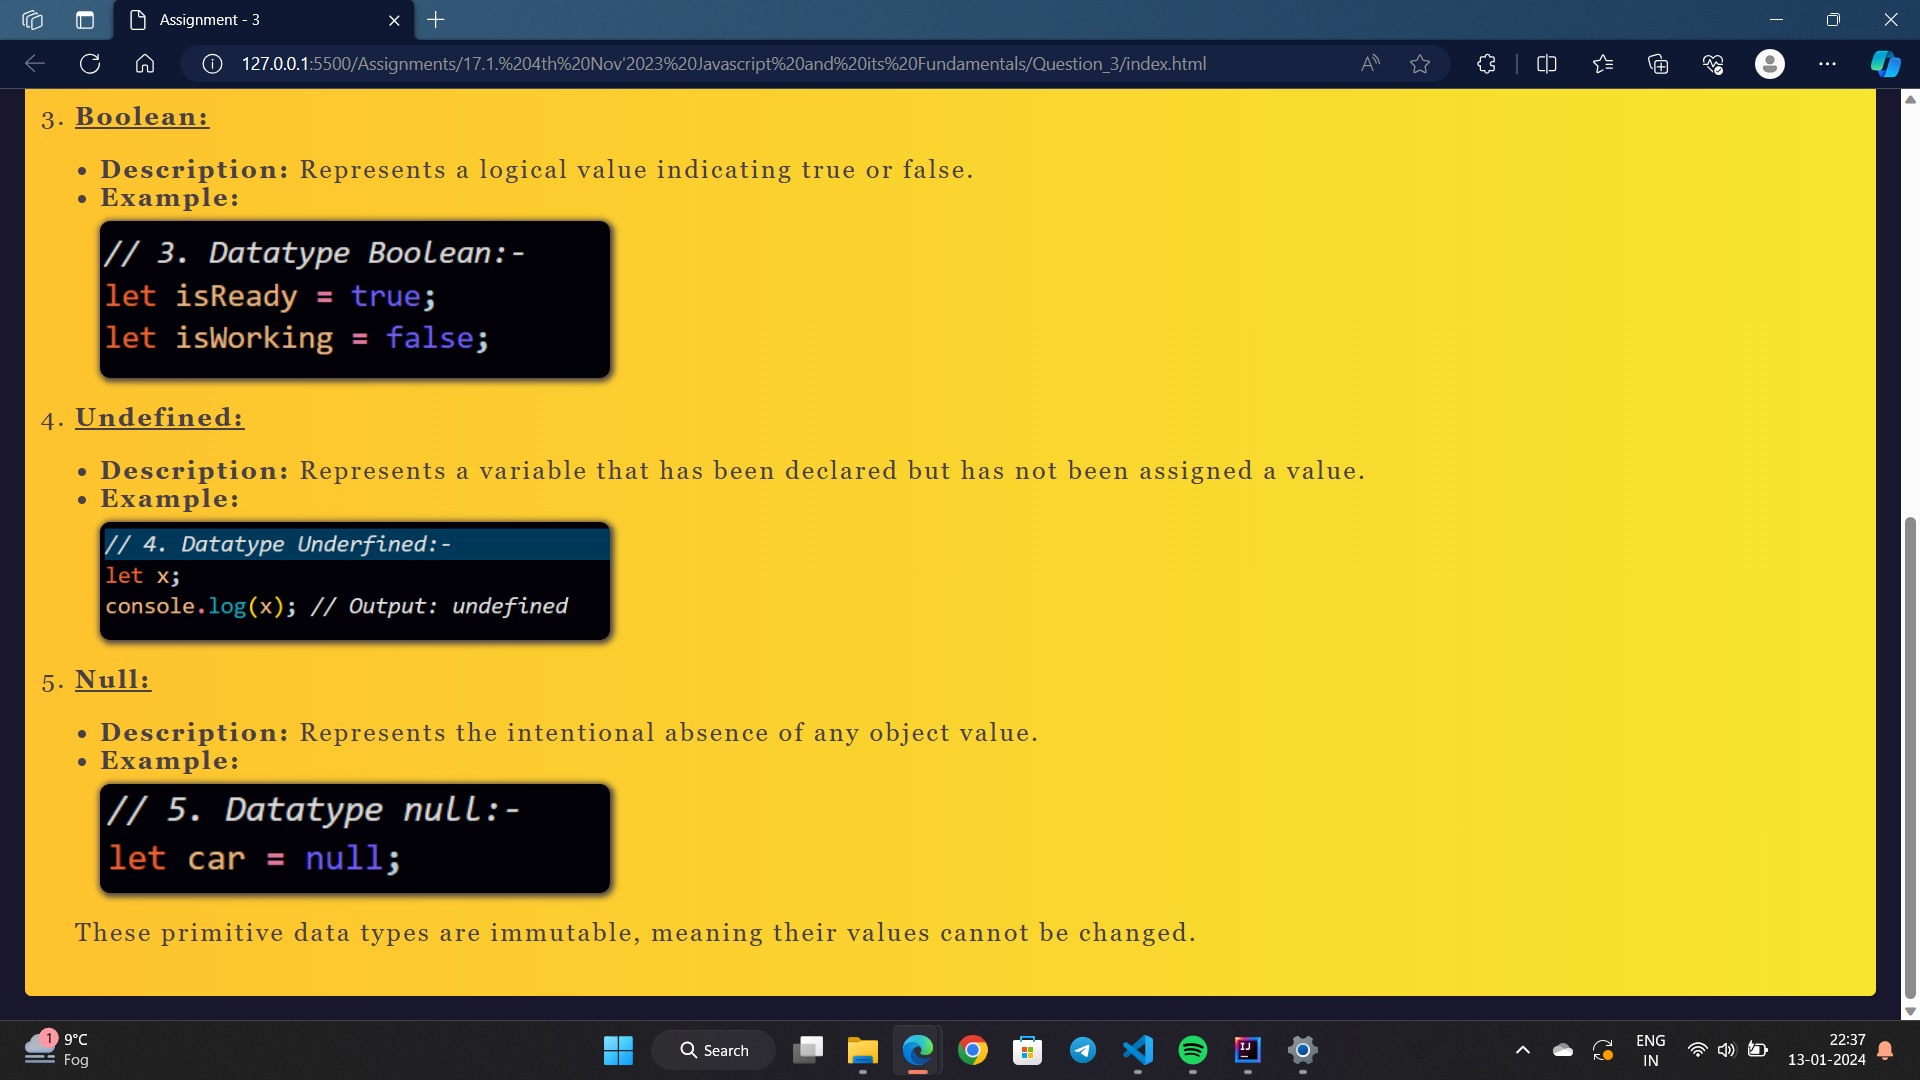 Assignment - 3
127.0.0.1:5500/Assignments/17.1.%204th%20Nov'2023%20Javascript%20and%20its%20Fundamentals/Question_3/index.html
3. Boolean:
• Description: Represents a logical value indicating true or false.
• Example:
// 3. Datatype Boolean:-
let isReady = true;
let isWorking = false;
4. Undefined:
• Description: Represents a variable that has been declared but has not been assigned a value.
• Example:
// 4. Datatype Underfined:-
let x;
console.log(x); // Output: undefined
5. Null:
• Description: Represents the intentional absence of any object value.
• Example:
// 5. Datatype null:-
let car = null;
These primitive data types are immutable, meaning their values cannot be changed.
1
9°C
Fog
Search
IJ
ENG
IN
22:37
13-01-2024